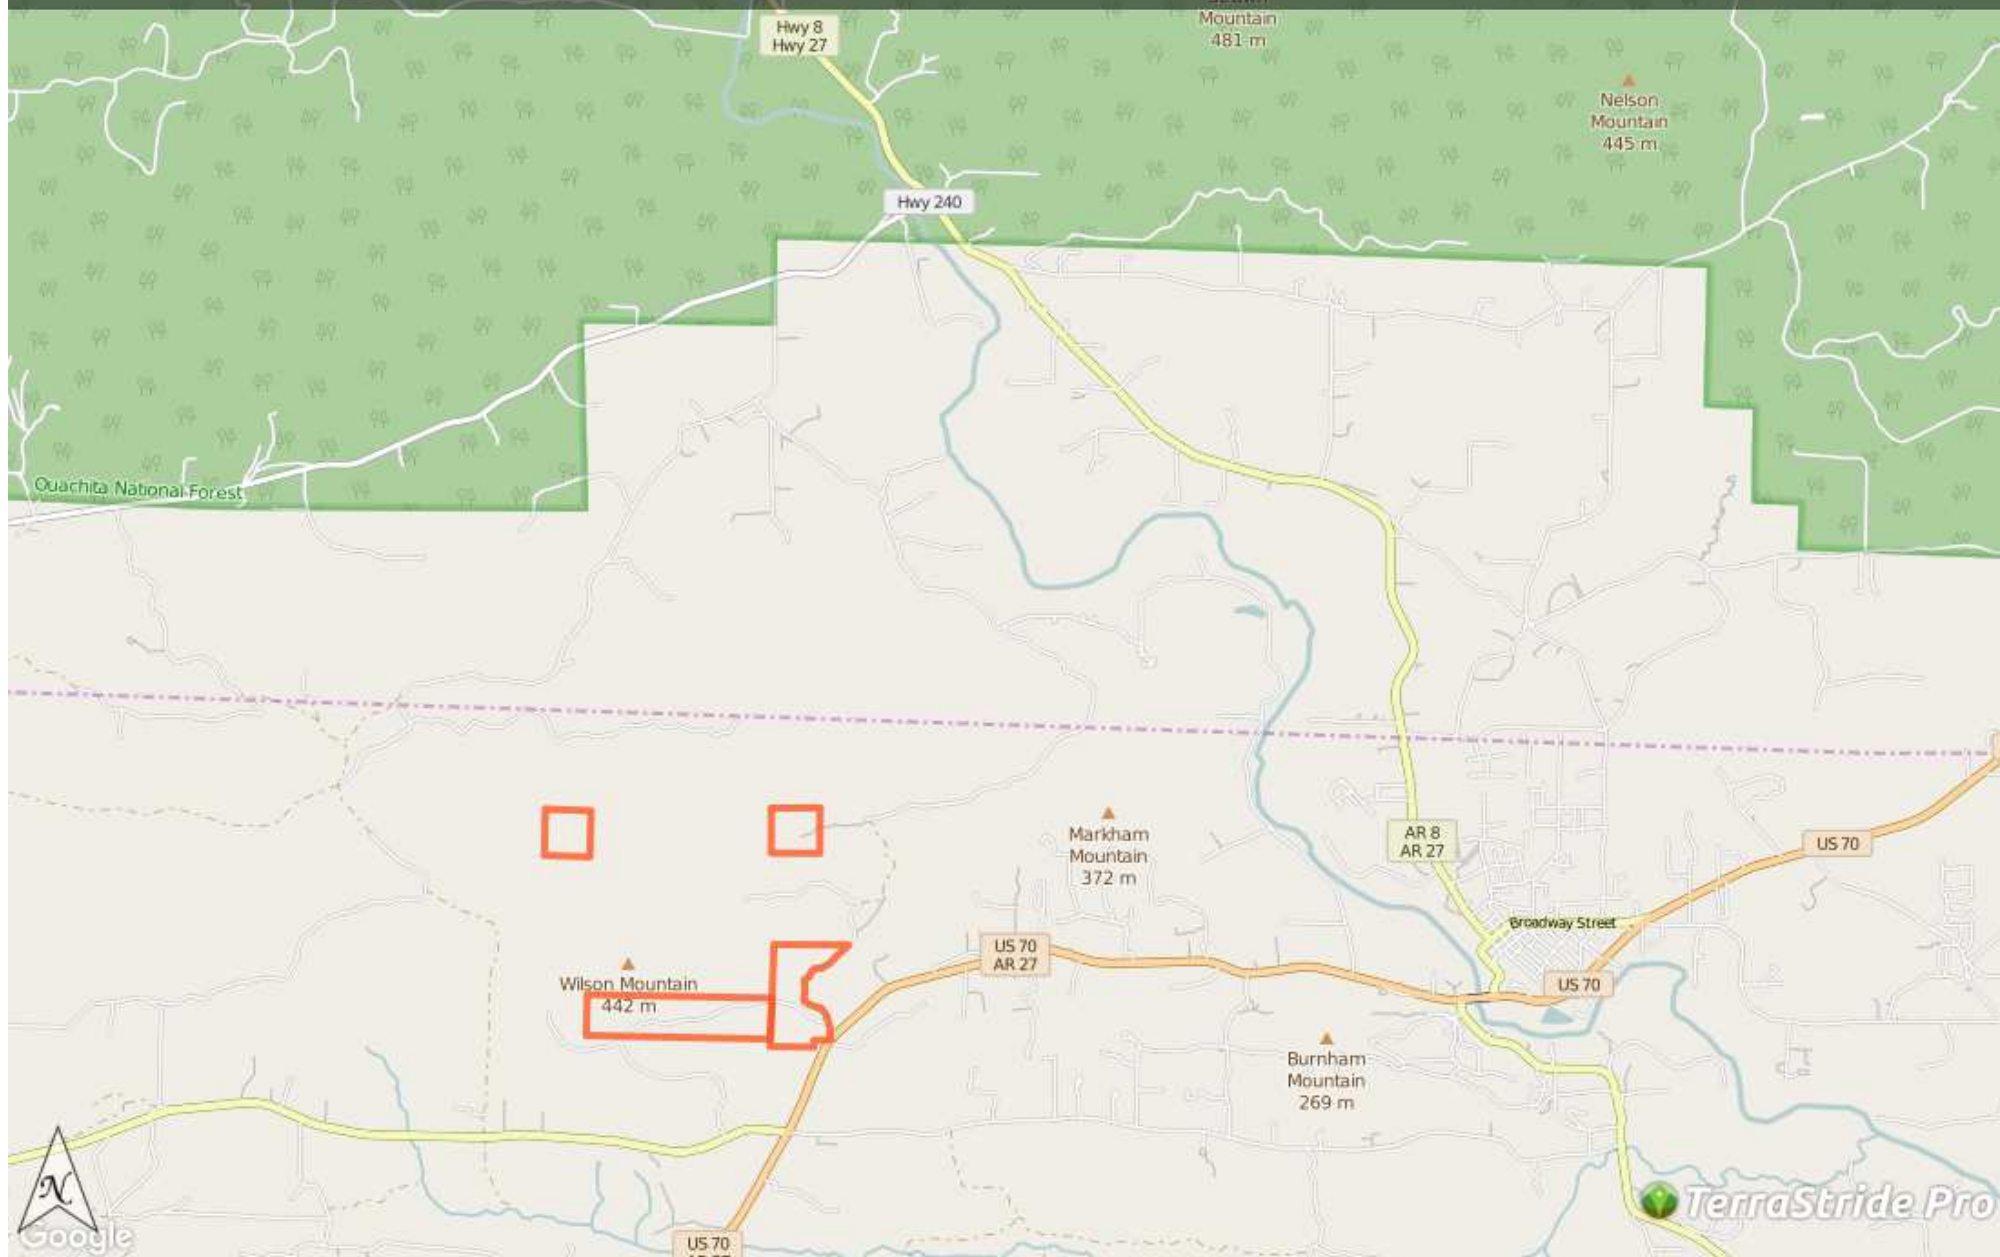 Mountain
481 m
Hwy 8
Hwy 27
Nelson
Mountain
445 m
Hwy 240
Ouachita National Forest
Markham
Mountain
372 m
AR 8
AR 27
US 70
Broadway Street
US 70
AR 27
US 70
Wilson Mountain
442 m
Burnham
Mountain
269 m
N
Google
US 70
TerraStride Pro